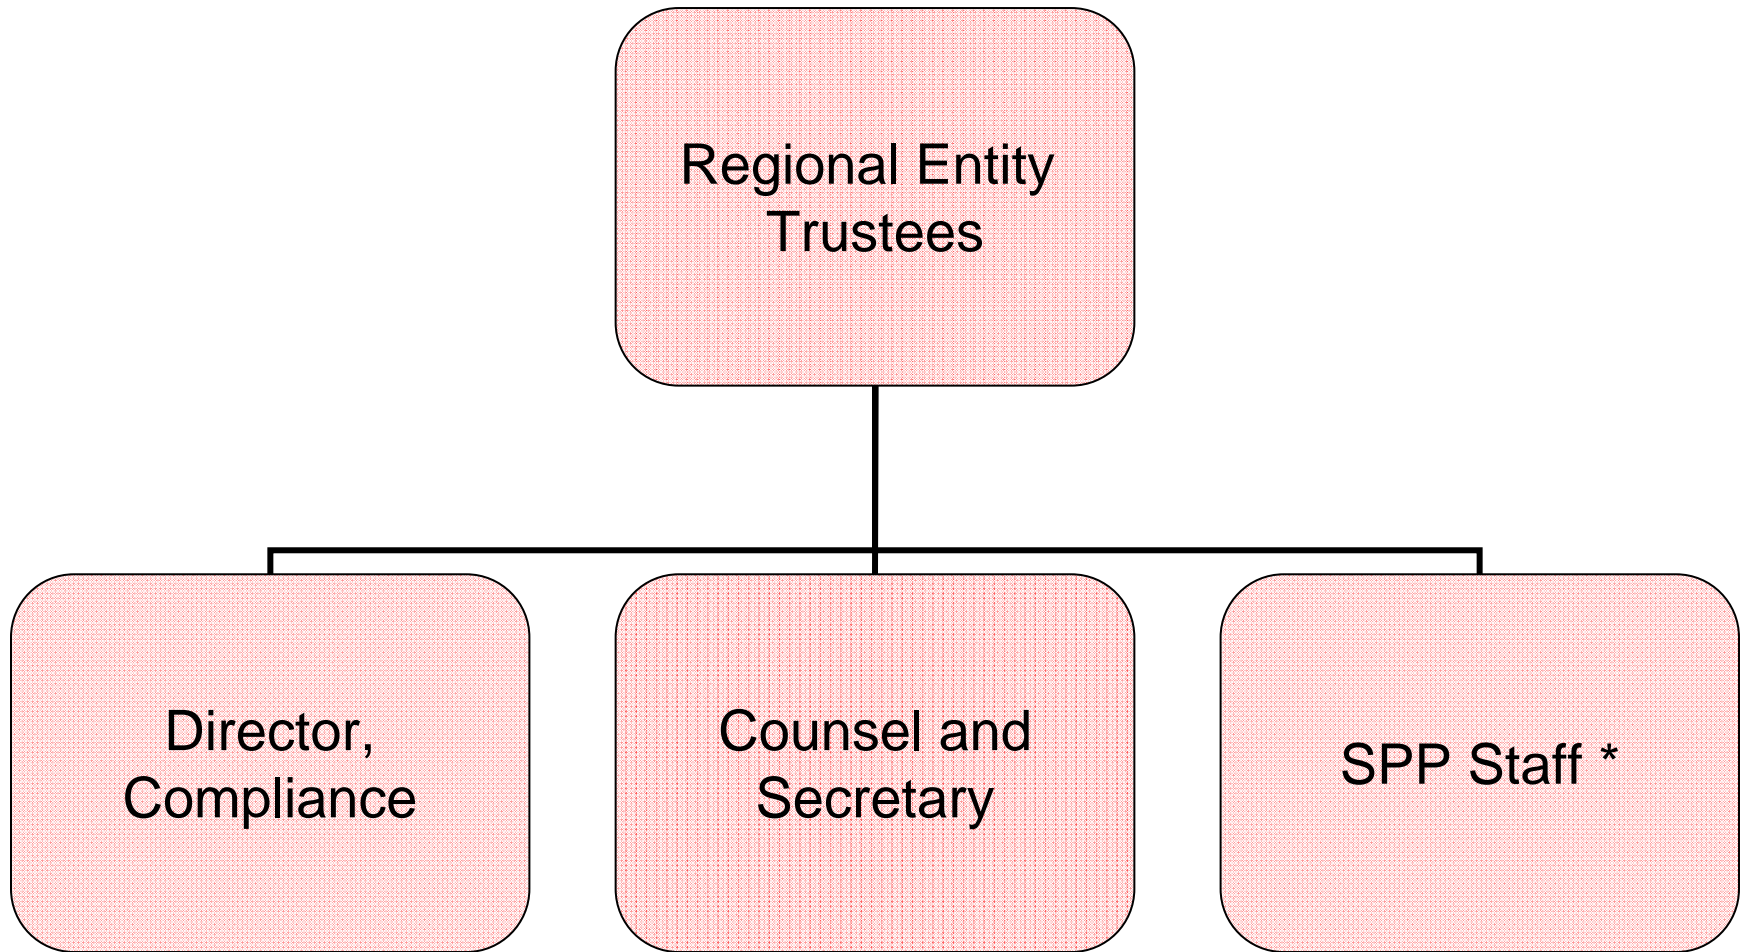 Regional Entity
Trustees
Director,
Compliance
Counsel and
Secretary
SPP Staff *